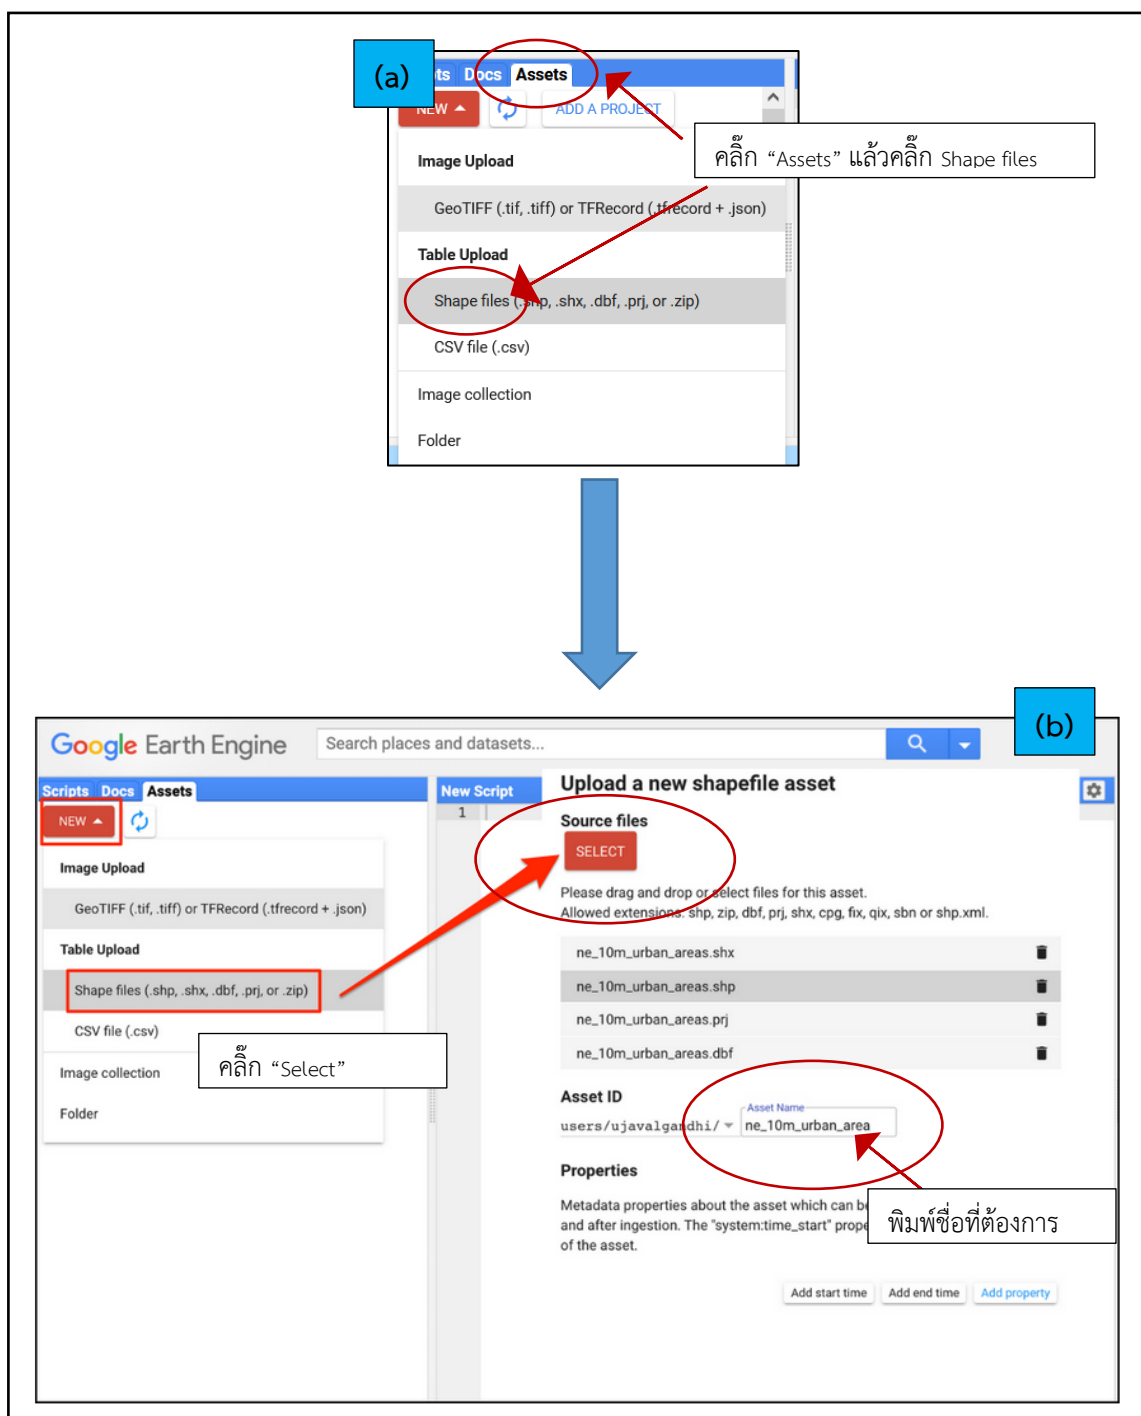 (a)
ts Docs Assets
NEW
ADD A PROJECT
คลิ๊ก “Assets” แล้วคลิ๊ก Shape files
Image Upload
GeoTIFF (.tif, .tiff) or TFRecord (.tfrecord + .json)
Table Upload
Shape files (.shp, .shx, .dbf, .prj, or .zip)
CSV file (.csv)
Image collection
Folder
(b)
Google Earth Engine
Search places and datasets...
Scripts Docs Assets
NEW
Image Upload
GeoTIFF (.tif, .tiff) or TFRecord (.tfrecord + .json)
Table Upload
Shape files (.shp, .shx, .dbf, .prj, or .zip)
CSV file (.csv)
Image collection
Folder
คลิ๊ก “Select”
New Script
1
Upload a new shapefile asset
Source files
SELECT
Please drag and drop or select files for this asset.
Allowed extensions: shp, zip, dbf, prj, shx, cpg, fix, qix, sbn or shp.xml.
ne_10m_urban_areas.shx
ne_10m_urban_areas.shp
ne_10m_urban_areas.prj
ne_10m_urban_areas.dbf
Asset ID
Asset Name
users/ujavalgandhi/ ne_10m_urban_area
Properties
Metadata properties about the asset which can be
and after ingestion. The "system:time_start" prope
of the asset.
พิมพ์ชื่อที่ต้องการ
Add start time Add end time Add property